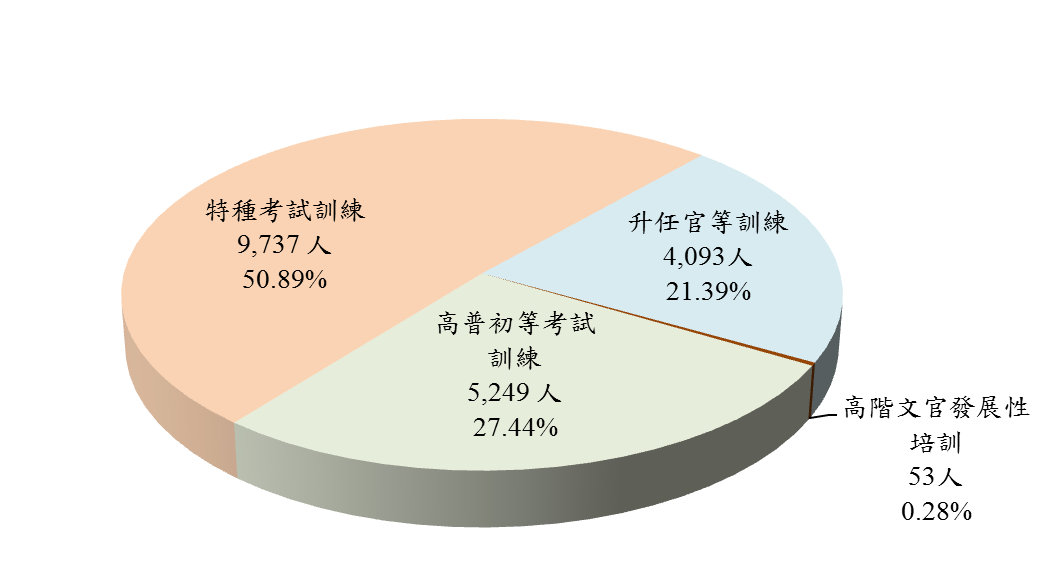 特種考試訓練
9,737 人
50.89%
升任官等訓練
4,093人
21.39%
高普初等考試
訓練
5,249 人
27.44%
高階文官發展性
培訓
53人
0.28%